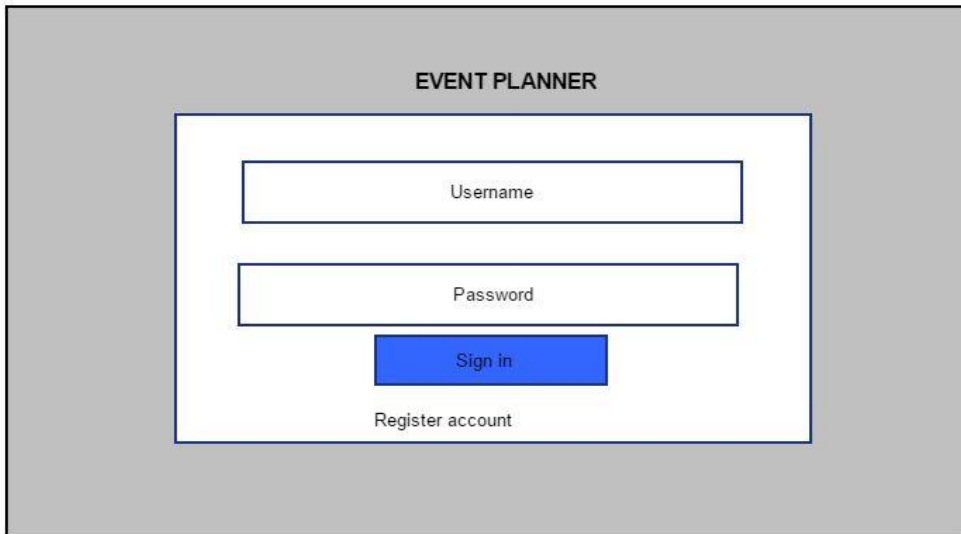 EVENT PLANNER
Username
Password
Sign in
Register account